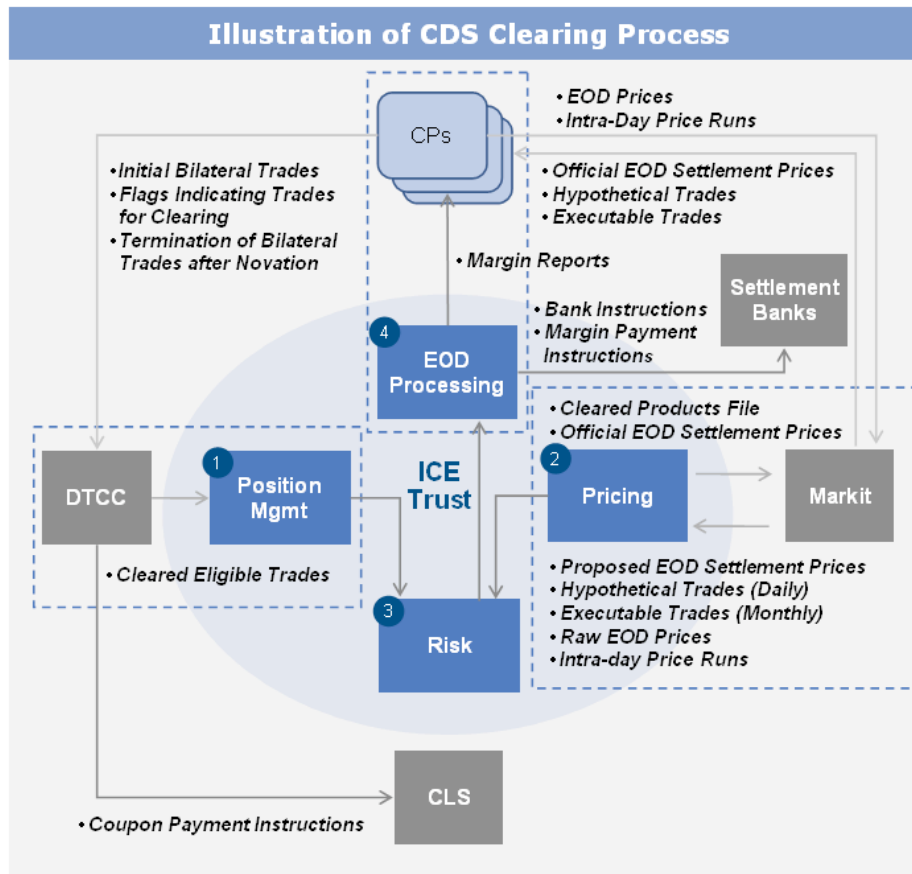 Illustration of CDS Clearing Process
CPs
• EOD Prices
• Intra-Day Price Runs
• Initial Bilateral Trades
• Flags Indicating Trades
for Clearing
• Termination of Bilateral
Trades after Novation
• Official EOD Settlement Prices
• Hypothetical Trades
• Executable Trades
• Margin Reports
Settlement
Banks
• Bank Instructions
• Margin Payment
Instructions
4
EOD
Processing
• Cleared Products File
• Official EOD Settlement Prices
DTCC
1
Position
Mgmt
ICE
Trust
2
Pricing
Markit
• Cleared Eligible Trades
• Proposed EOD Settlement Prices
• Hypothetical Trades (Daily)
• Executable Trades (Monthly)
• Raw EOD Prices
• Intra-day Price Runs
3
Risk
CLS
• Coupon Payment Instructions